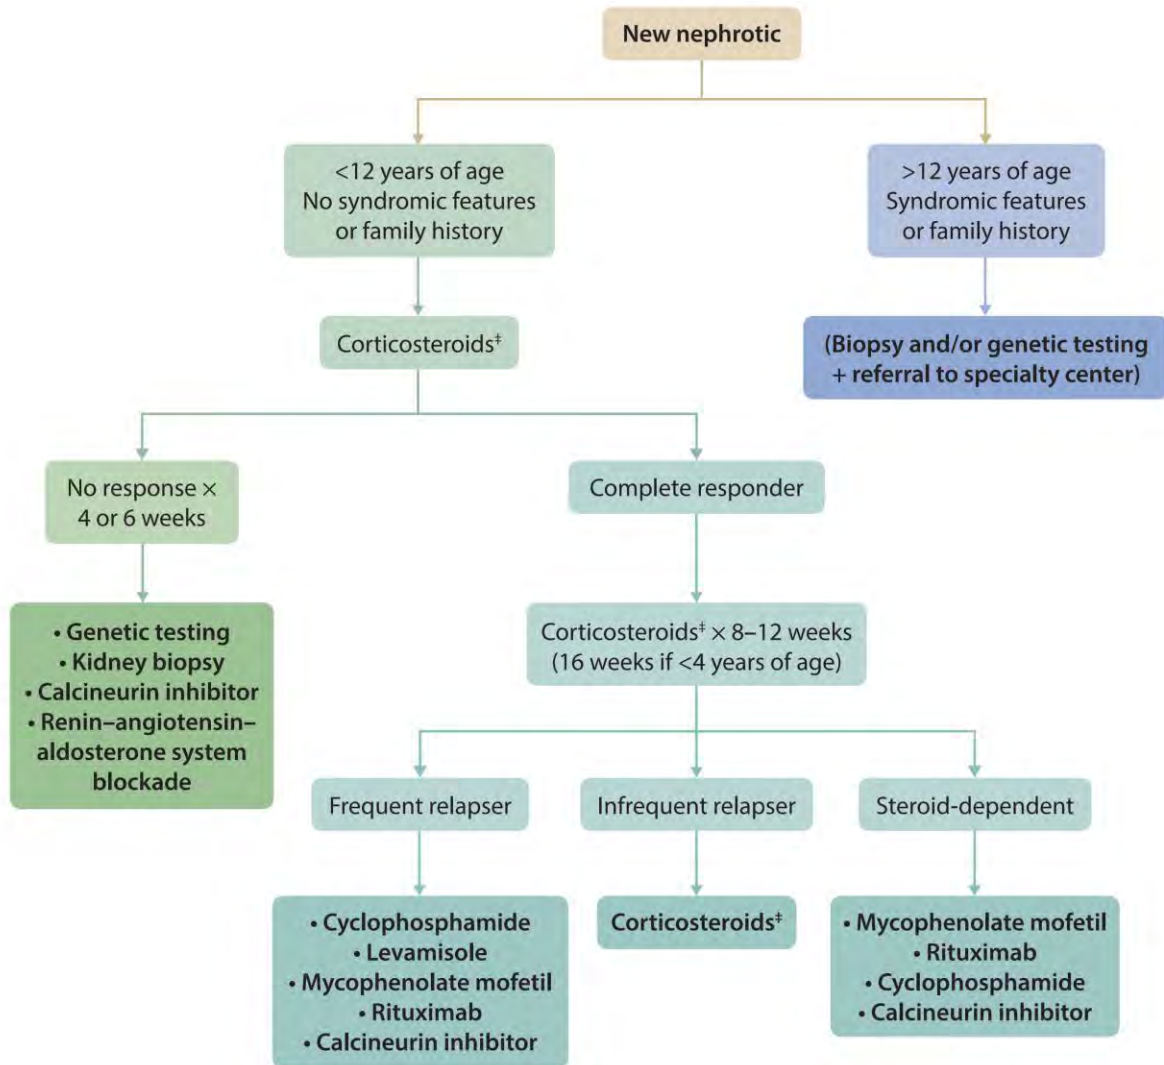 New nephrotic
<12 years of age
No syndromic features
or family history
>12 years of age
Syndromic features
or family history
Corticosteroids‡
(Biopsy and/or genetic testing
+ referral to specialty center)
No response ×
4 or 6 weeks
Complete responder
• Genetic testing
• Kidney biopsy
• Calcineurin inhibitor
• Renin–angiotensin–
aldosterone system
blockade
Corticosteroids‡ × 8–12 weeks
(16 weeks if <4 years of age)
Frequent relapser
Infrequent relapser
Steroid-dependent
• Cyclophosphamide
• Levamisole
• Mycophenolate mofetil
• Rituximab
• Calcineurin inhibitor
Corticosteroids‡
• Mycophenolate mofetil
• Rituximab
• Cyclophosphamide
• Calcineurin inhibitor